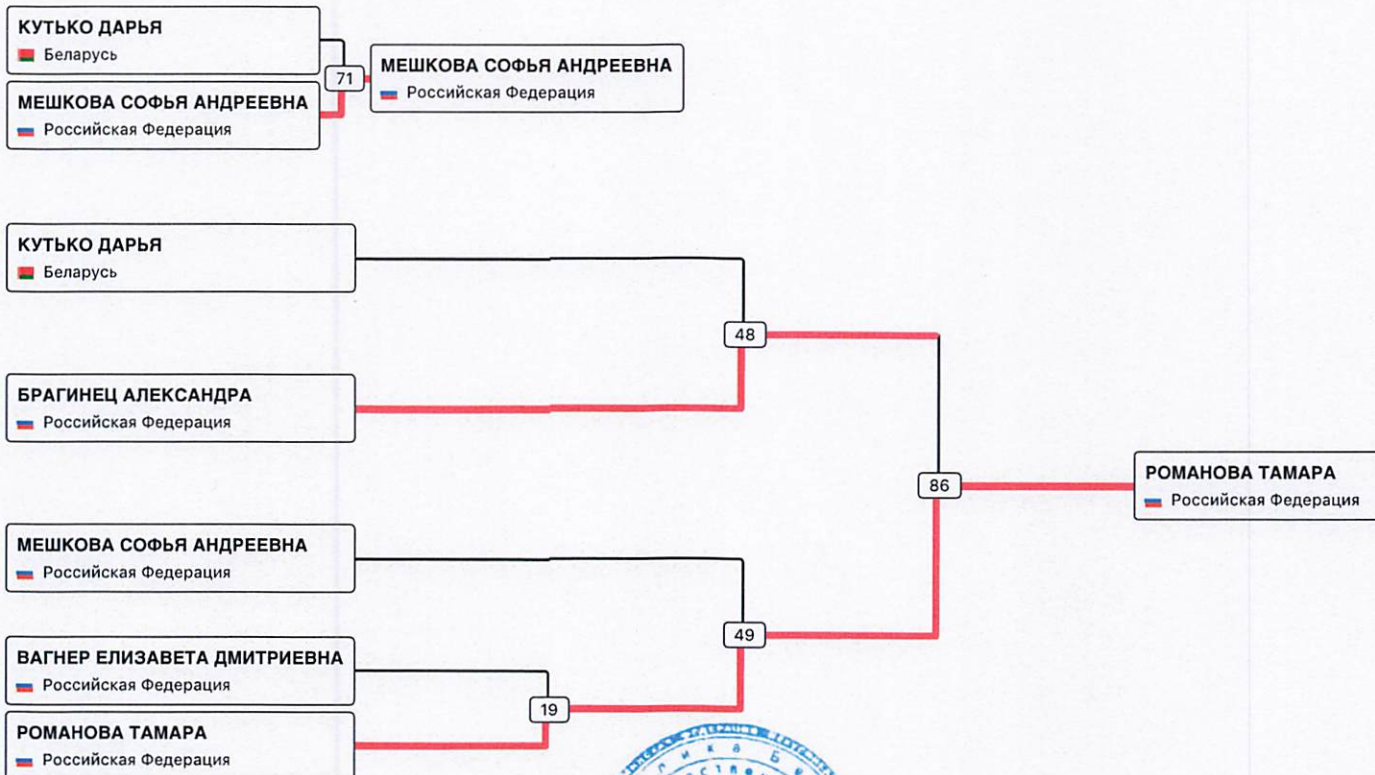 КУТЬКО ДАРЬЯ
Беларусь
МЕШКОВА СОФЬЯ АНДРЕЕВНА
Российская Федерация
71
МЕШКОВА СОФЬЯ АНДРЕЕВНА
Российская Федерация
КУТЬКО ДАРЬЯ
Беларусь
48
БРАГИНЕЦ АЛЕКСАНДРА
Российская Федерация
86
РОМАНОВА ТАМАРА
Российская Федерация
МЕШКОВА СОФЬЯ АНДРЕЕВНА
Российская Федерация
49
ВАГНЕР ЕЛИЗАВЕТА ДМИТРИЕВНА
Российская Федерация
19
РОМАНОВА ТАМАРА
Российская Федерация